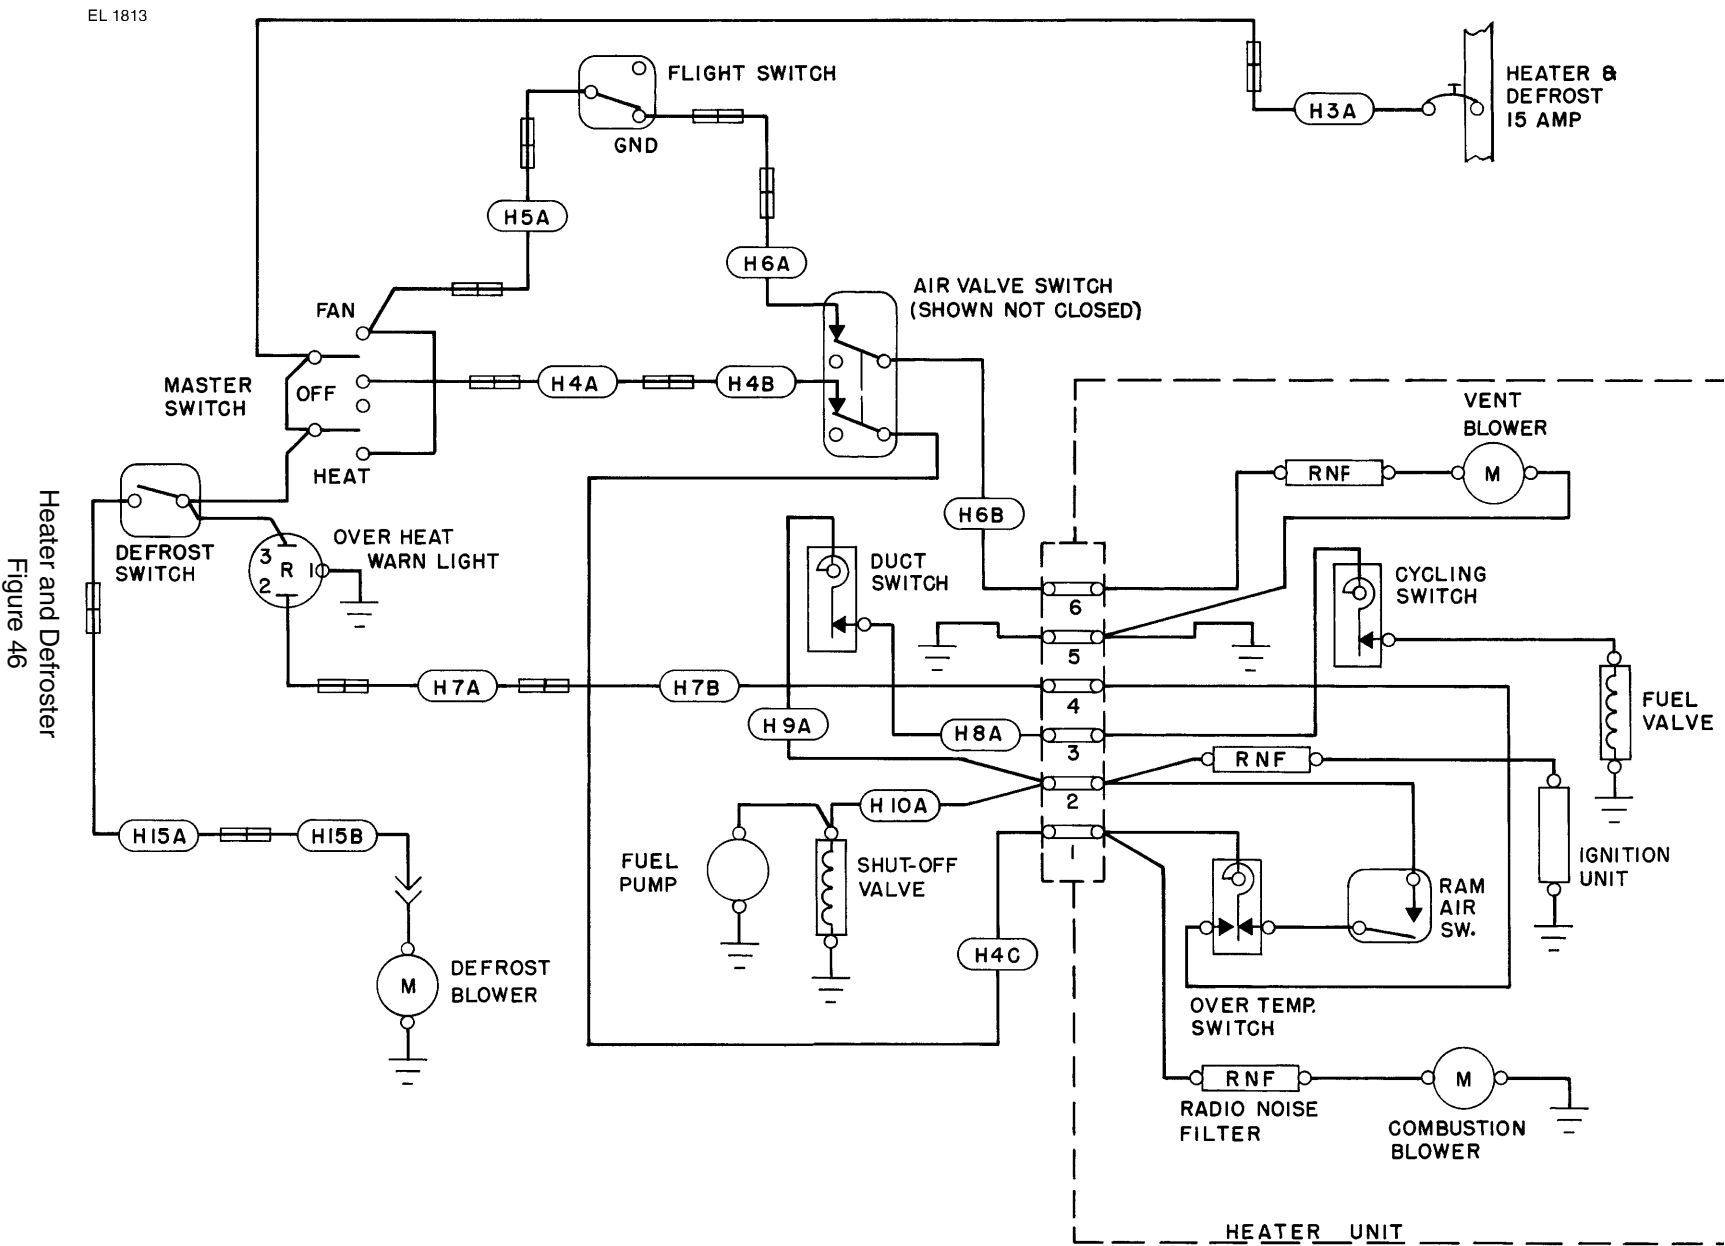 EL 1813
FLIGHT SWITCH
GND
HEATER &
DEFROST
15 AMP
H3A
H5A
H6A
AIR VALVE SWITCH
(SHOWN NOT CLOSED)
FAN
MASTER
SWITCH
OFF
H4A
H4B
HEAT
VENT
BLOWER
RNF
M
H6B
DEFROST
SWITCH
OVER HEAT
WARN LIGHT
3
R
1
2
DUCT
SWITCH
CYCLING
SWITCH
6
5
4
3
2
1
H7A
H7B
H9A
H8A
RNF
FUEL
VALVE
H10A
H15A
H15B
FUEL
PUMP
SHUT-OFF
VALVE
IGNITION
UNIT
RAM
AIR
SW.
H4C
M
DEFROST
BLOWER
OVER TEMP.
SWITCH
RNF
M
RADIO NOISE
FILTER
COMBUSTION
BLOWER
HEATER UNIT
Heater and Defroster
Figure 46